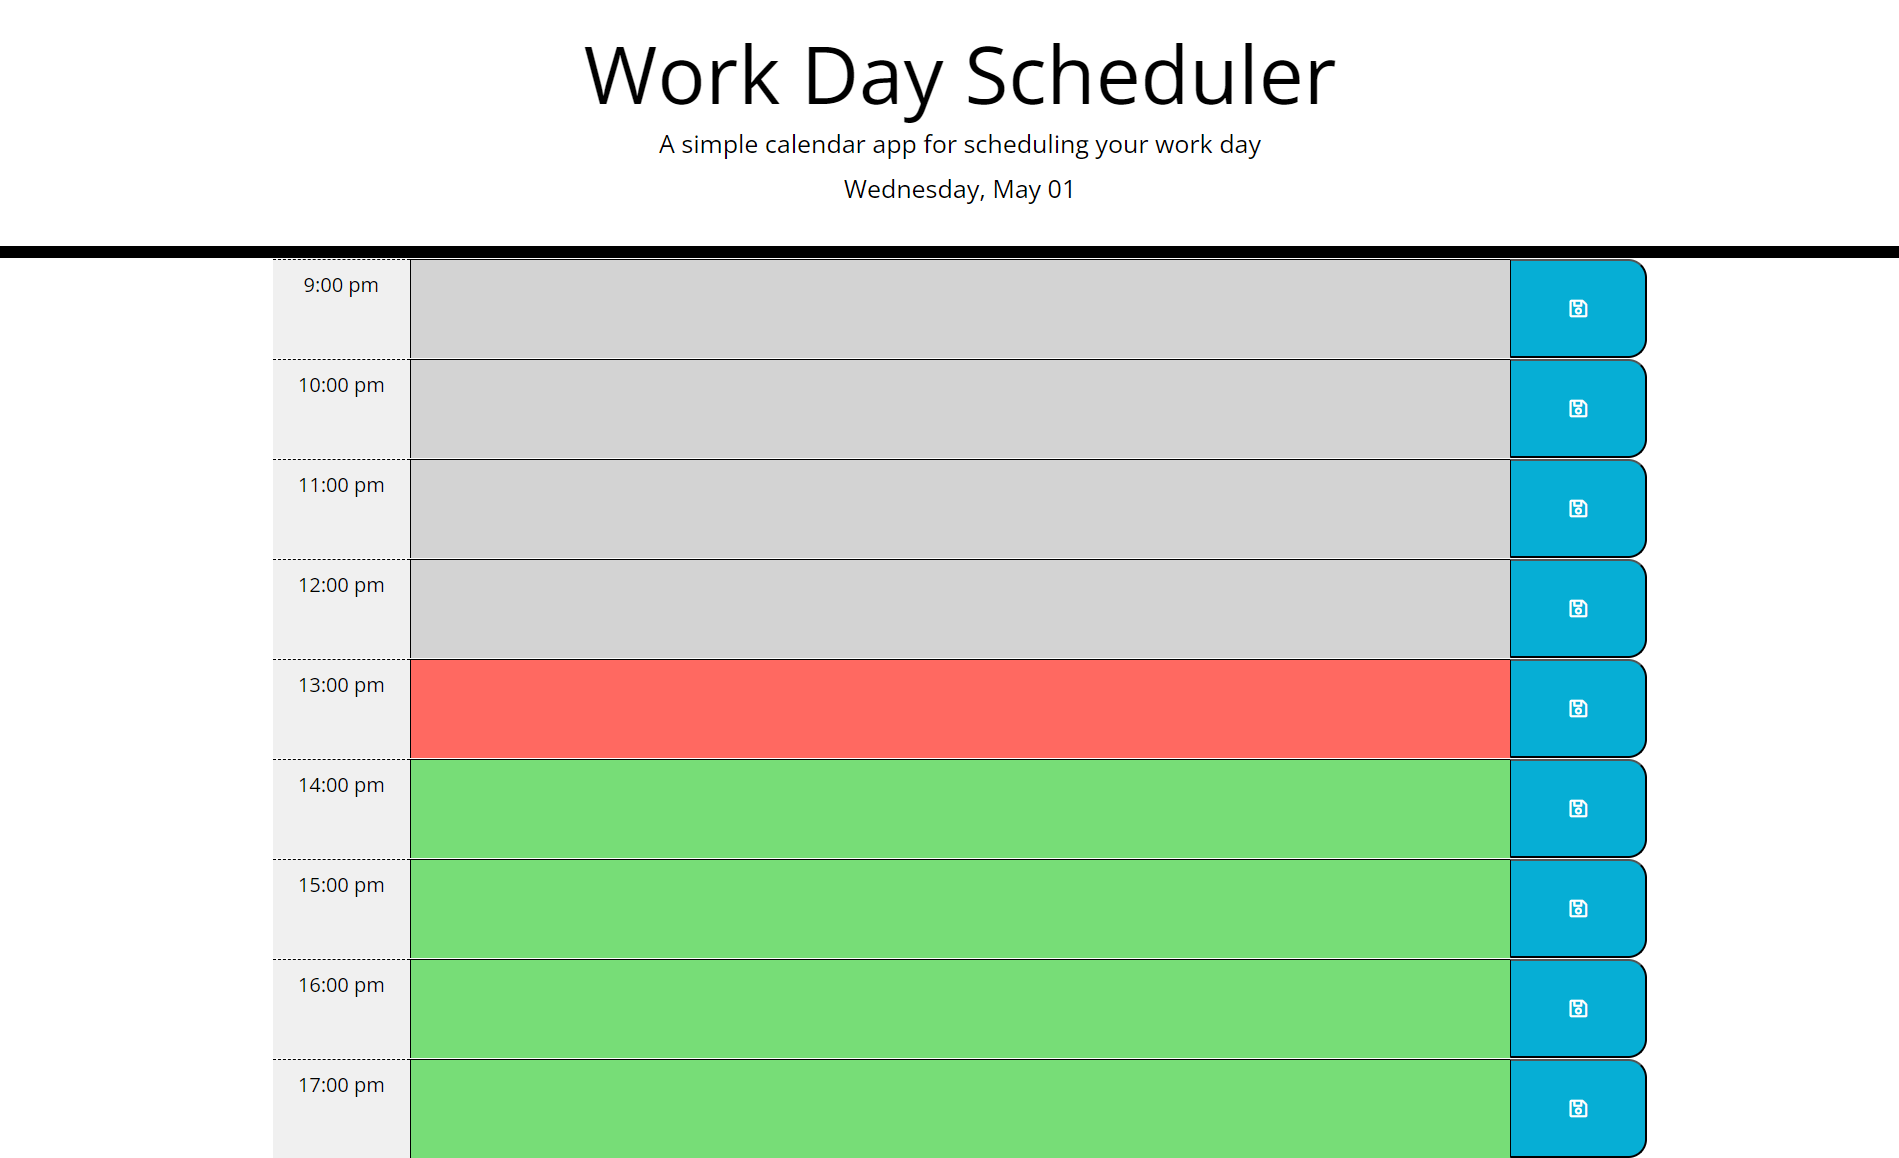 Work Day Scheduler
A simple calendar app for scheduling your work day
Wednesday, May 01
9:00 pm
10:00 pm
11:00 pm
12:00 pm
13:00 pm
14:00 pm
15:00 pm
16:00 pm
17:00 pm